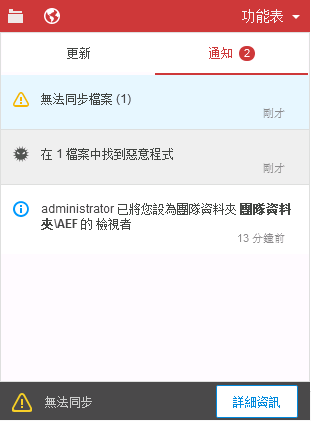 功能表
更新 通知 2
無法同步檔案 (1)
剛才
在 1 檔案中找到惡意程式
剛才
administrator 已將您設為團隊資料夾 團隊資料
夾\AEF 的 檢視者
13 分鐘前
無法同步 詳細資訊